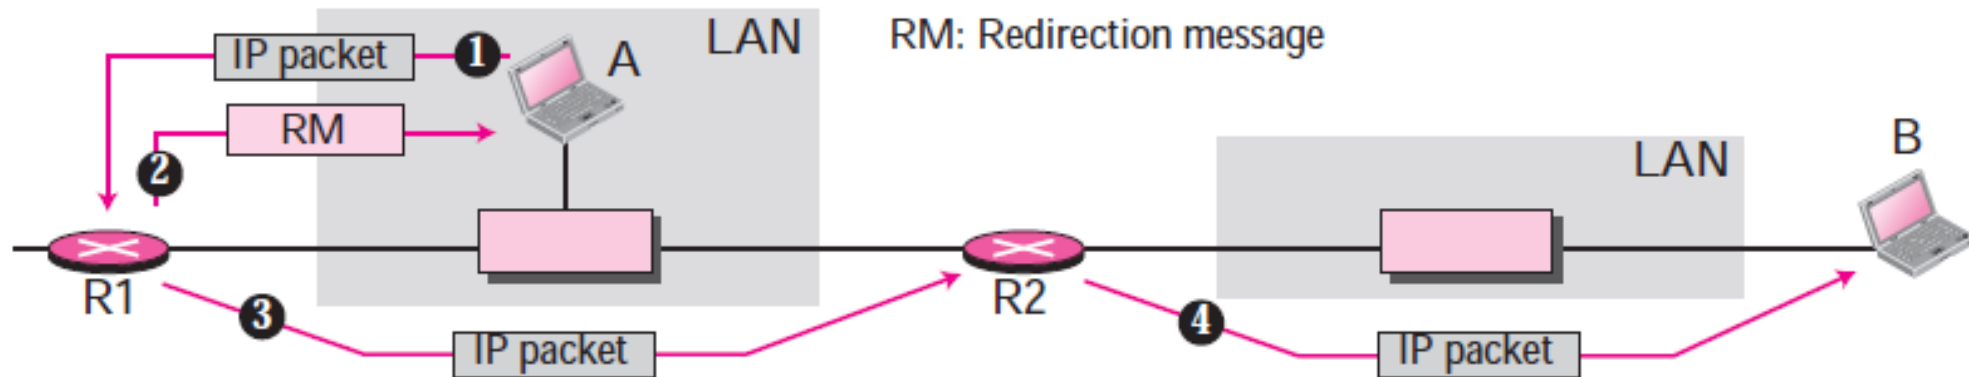 LAN
RM: Redirection message
1
IP packet
A
RM
2
B
LAN
R1
R2
3
IP packet
4
IP packet